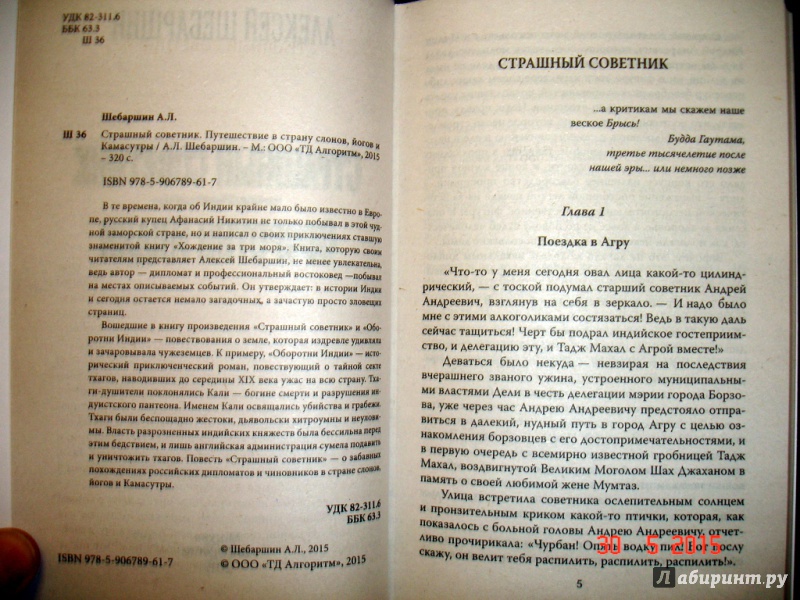 УДК 82-311.6
ББК 63.3
Ш 36
АЛЕКСЕЙ ШЕБАРШИН
Шебаршин А.Л.
Ш 36 Страшный советник. Путешествие в страну слонов, йогов и
Камасутры / А.Л. Шебаршин. – М.: ООО «ТД Алгоритм», 2015
– 320 с.
ISBN 978-5-906789-61-7
В те времена, когда об Индии крайне мало было известно в Евро-
пе, русский купец Афанасий Никитин не только побывал в этой чуд-
ной заморской стране, но и написал о своих приключениях ставшую
знаменитой книгу «Хождение за три моря». Книга, которую своим
читателям представляет Алексей Шебаршин, не менее увлекательна,
ведь автор — дипломат и профессиональный востоковед —побывал
на местах описываемых событий. Он утверждает: в истории Индии
и сегодня остается немало загадочных, а зачастую просто зловещих
страниц.
Вошедшие в книгу произведения «Страшный советник» и «Обо-
ротни Индии» — повествования о земле, которая издревле удивляла
и зачаровывала чужеземцев. К примеру, «Оборотни Индии» — исто-
рический приключенческий роман, повествующий о тайной секте
тхагов, наводивших до середины XIX века ужас на всю страну. Тха-
ги-душители поклонялись Кали — богине смерти и разрушения ин-
дуистского пантеона. Именем Кали освящались убийства и грабежи.
Тхаги были беспощадно жестоки, дьявольски хитроумны и неулови-
мы. Власть разрозненных индийских княжеств была бессильна перед
этим бедствием, и лишь английская администрация сумела подавить
и уничтожить тхагов. Повесть «Страшный советник» — о забавных
похождениях российских дипломатов и чиновников в стране слонов,
йогов и Камасутры.
УДК 82-311.6
ББК 63.3
ISBN 978-5-906789-61-7
© Шебаршин А.Л., 2015
© ООО «ТД Алгоритм», 2015
СТРАШНЫЙ СОВЕТНИК
...а критикам мы скажем наше
веское Брысь!
Будда Гаутама,
третье тысячелетие после
нашей эры... или немного позже
Глава 1
Поездка в Агру
«Что-то у меня сегодня овал лица какой-то цилинд-
рический, — с тоской подумал старший советник Андрей
Андреевич, взглянув на себя в зеркало. — И надо было
мне с этими алкоголиками состязаться! Ведь в такую даль
сейчас тащиться! Черт бы подрал индийское гостеприим-
ство, и делегацию эту, и Тадж Махал с Агрой вместе!»
Деваться было некуда — невзирая на последствия
вчерашнего званого ужина, устроенного муниципаль-
ными властями Дели в честь делегации мэрии города Борзо-
ва, уже через час Андрею Андреевичу предстояло отпра-
виться в далекий, нудный путь в город Агру с целью оз-
накомления борзовцев с его достопримечательностями, и
в первую очередь с всемирно известной гробницей Тадж
Махал, воздвигнутой Великим Моголом Шах Джаханом в
память о своей любимой жене Мумтаз.
Улица встретила советника ослепительным солнцем
и пронзительным криком какой-то птички, которая, как
показалось с больной головы Андрею Андреевичу, отчет-
ливо прочирикала: «Чурбан! Опять водку пил! Вот послу
скажу, он велит тебя распилить, распилить, распилить!».
30 5 2015
5
Лабиринт.ру